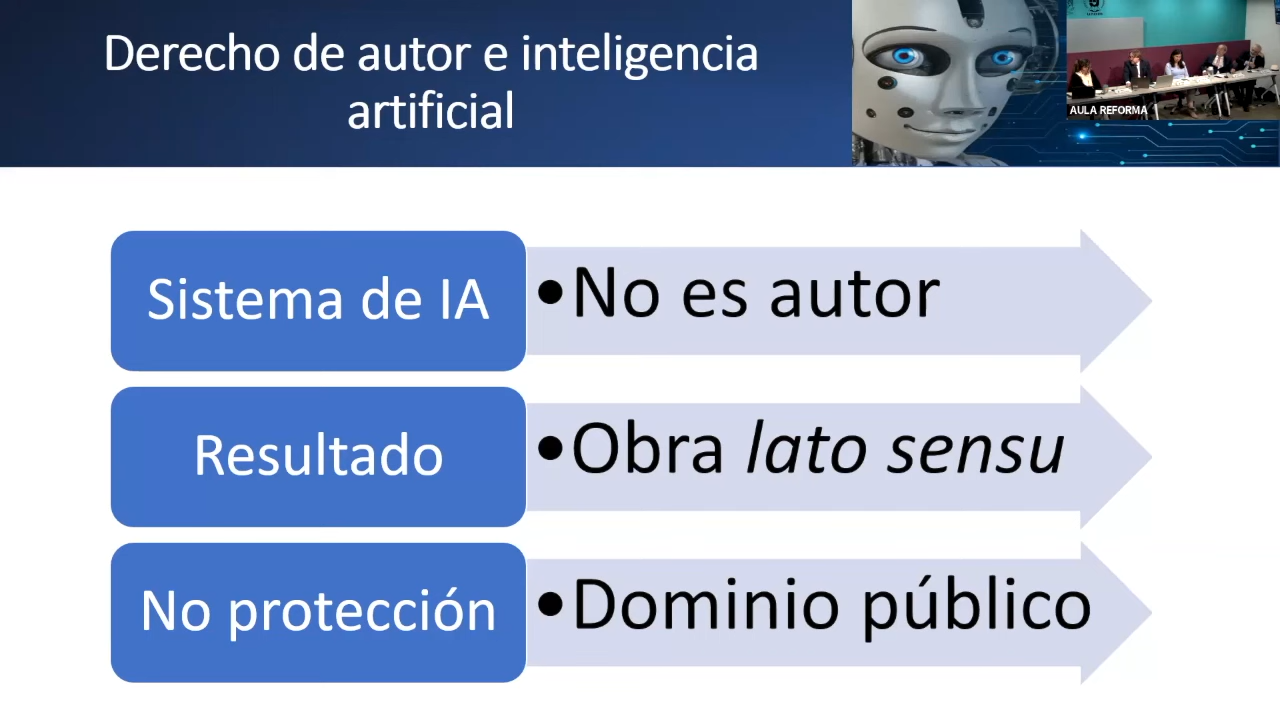 Derecho de autor e inteligencia
artificial
AULA REFORMA
Sistema de IA
•No es autor
Resultado
•Obra lato sensu
No protección
•Dominio público